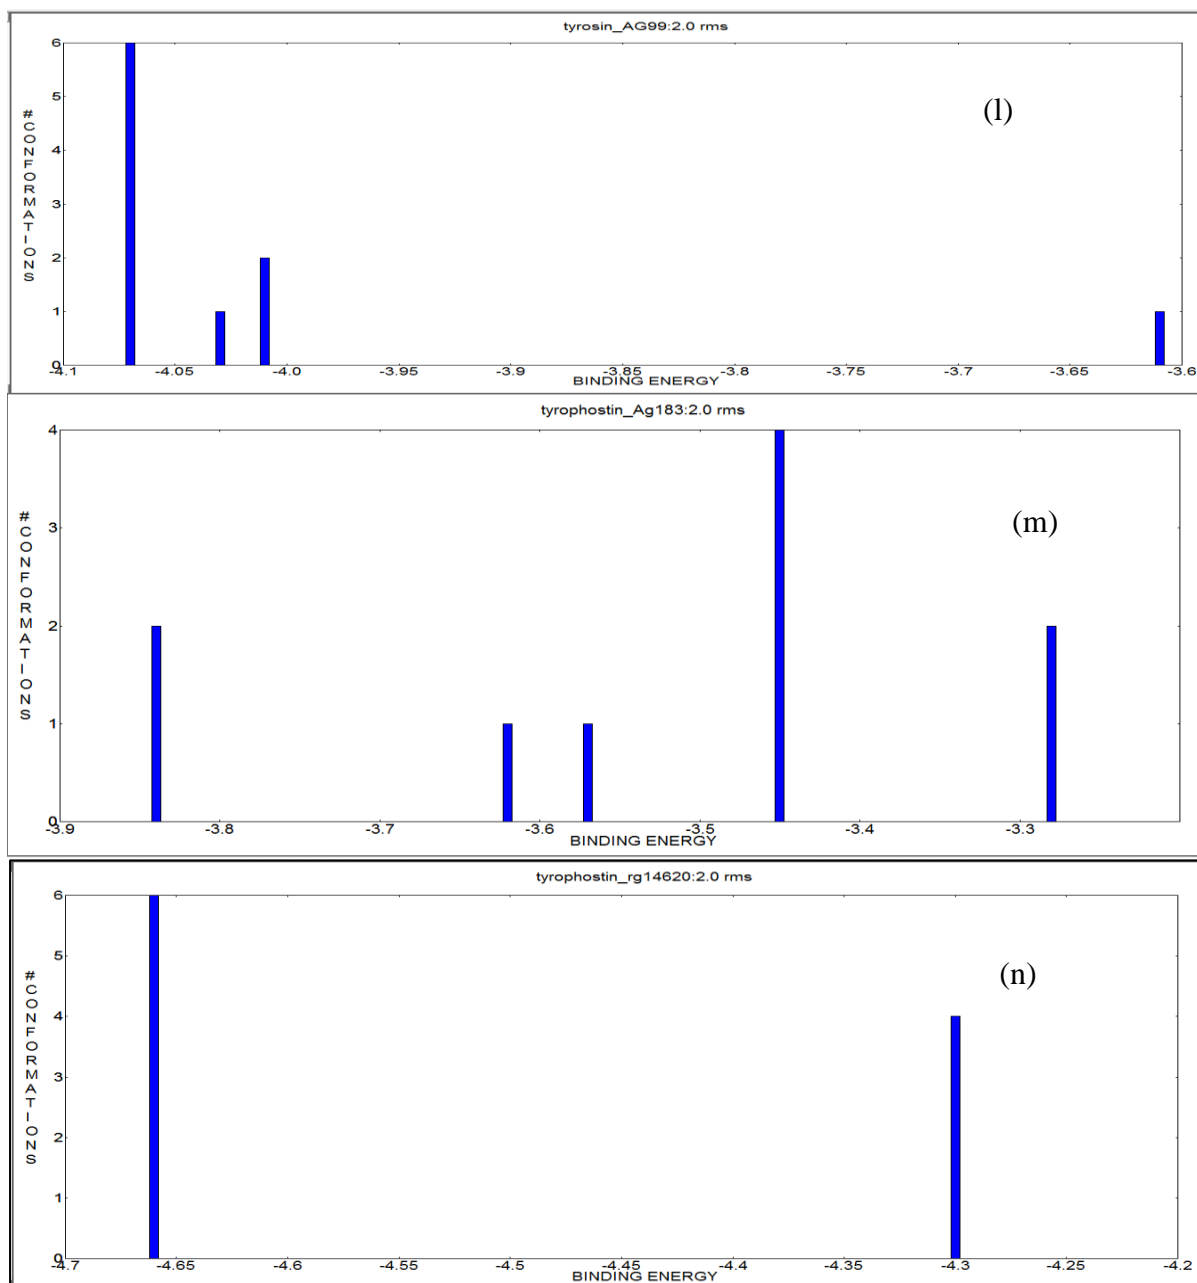 tyrosin_AG99:2.0 rms
6
5
4
3
2
1
0
#CONFORMATIONS
(l)
-4.1 -4.05 -4.0 -3.95 -3.9 -3.85 -3.8 -3.75 -3.7 -3.65 -3.6
BINDING ENERGY
tyrophostin_Ag183:2.0 rms
4
3
2
1
0
#CONFORMATIONS
(m)
-3.9 -3.8 -3.7 -3.6 -3.5 -3.4 -3.3
BINDING ENERGY
tyrophostin_rg14620:2.0 rms
6
5
4
3
2
1
0
#CONFORMATIONS
(n)
-4.7 -4.65 -4.6 -4.55 -4.5 -4.45 -4.4 -4.35 -4.3 -4.25 -4.2
BINDING ENERGY